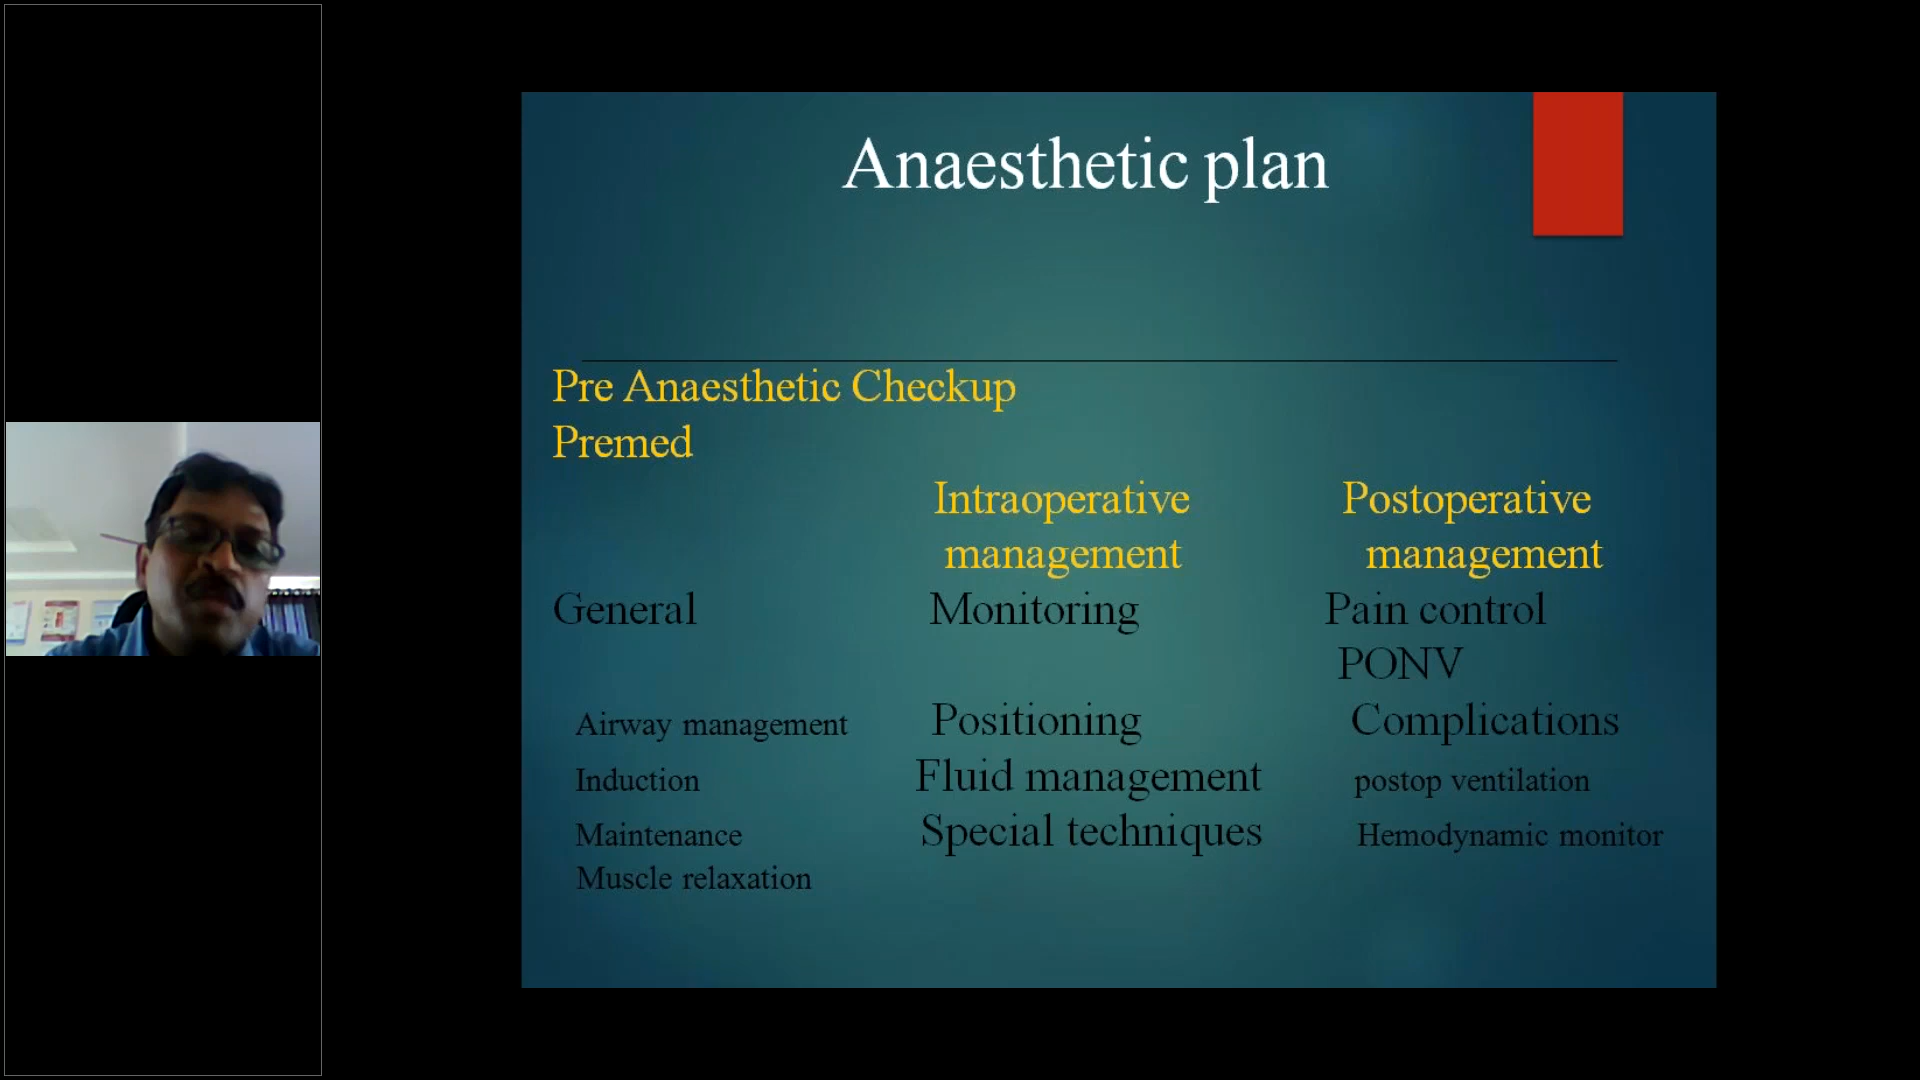 Anaesthetic plan
Pre Anaesthetic Checkup
Premed
Intraoperative Postoperative
management management
General Monitoring Pain control
PONV
Airway management Positioning Complications
Induction Fluid management postop ventilation
Maintenance Special techniques Hemodynamic monitor
Muscle relaxation